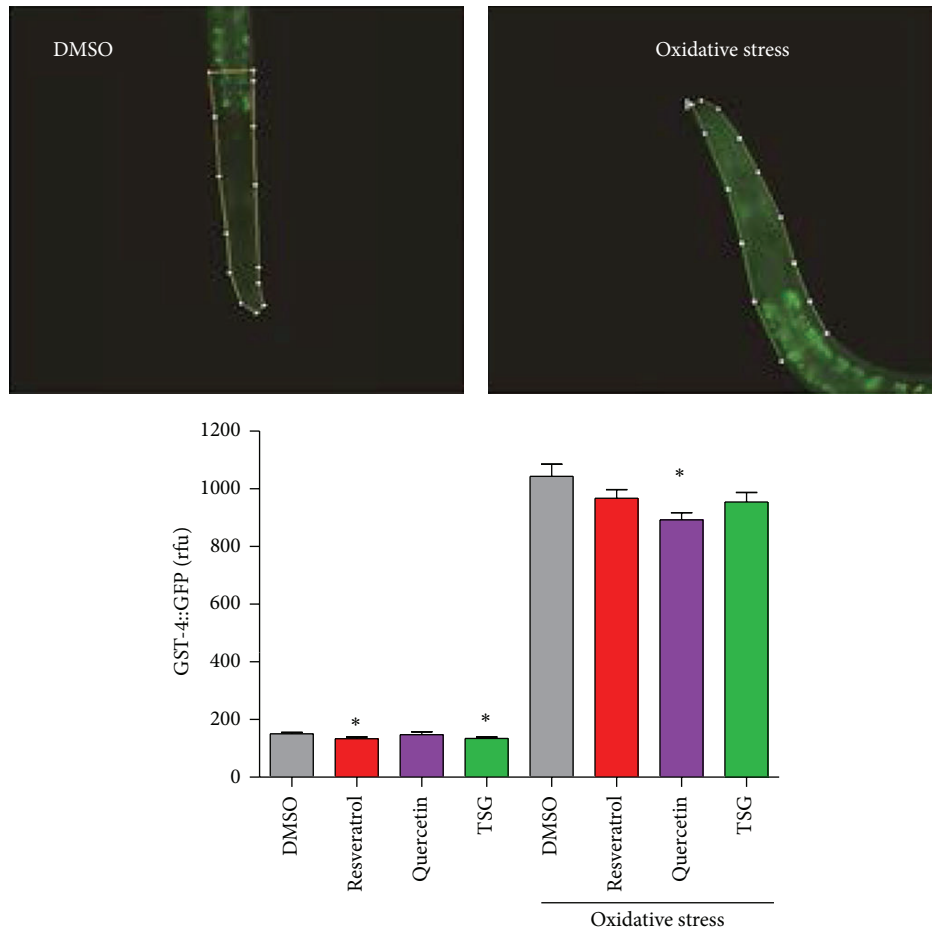 DMSO
Oxidative stress
1200
1000
800
600
400
200
0
GST-4::GFP (rfu)
*
*
*
DMSO
Resveratrol
Quercetin
TSG
DMSO
Resveratrol
Quercetin
TSG
Oxidative stress